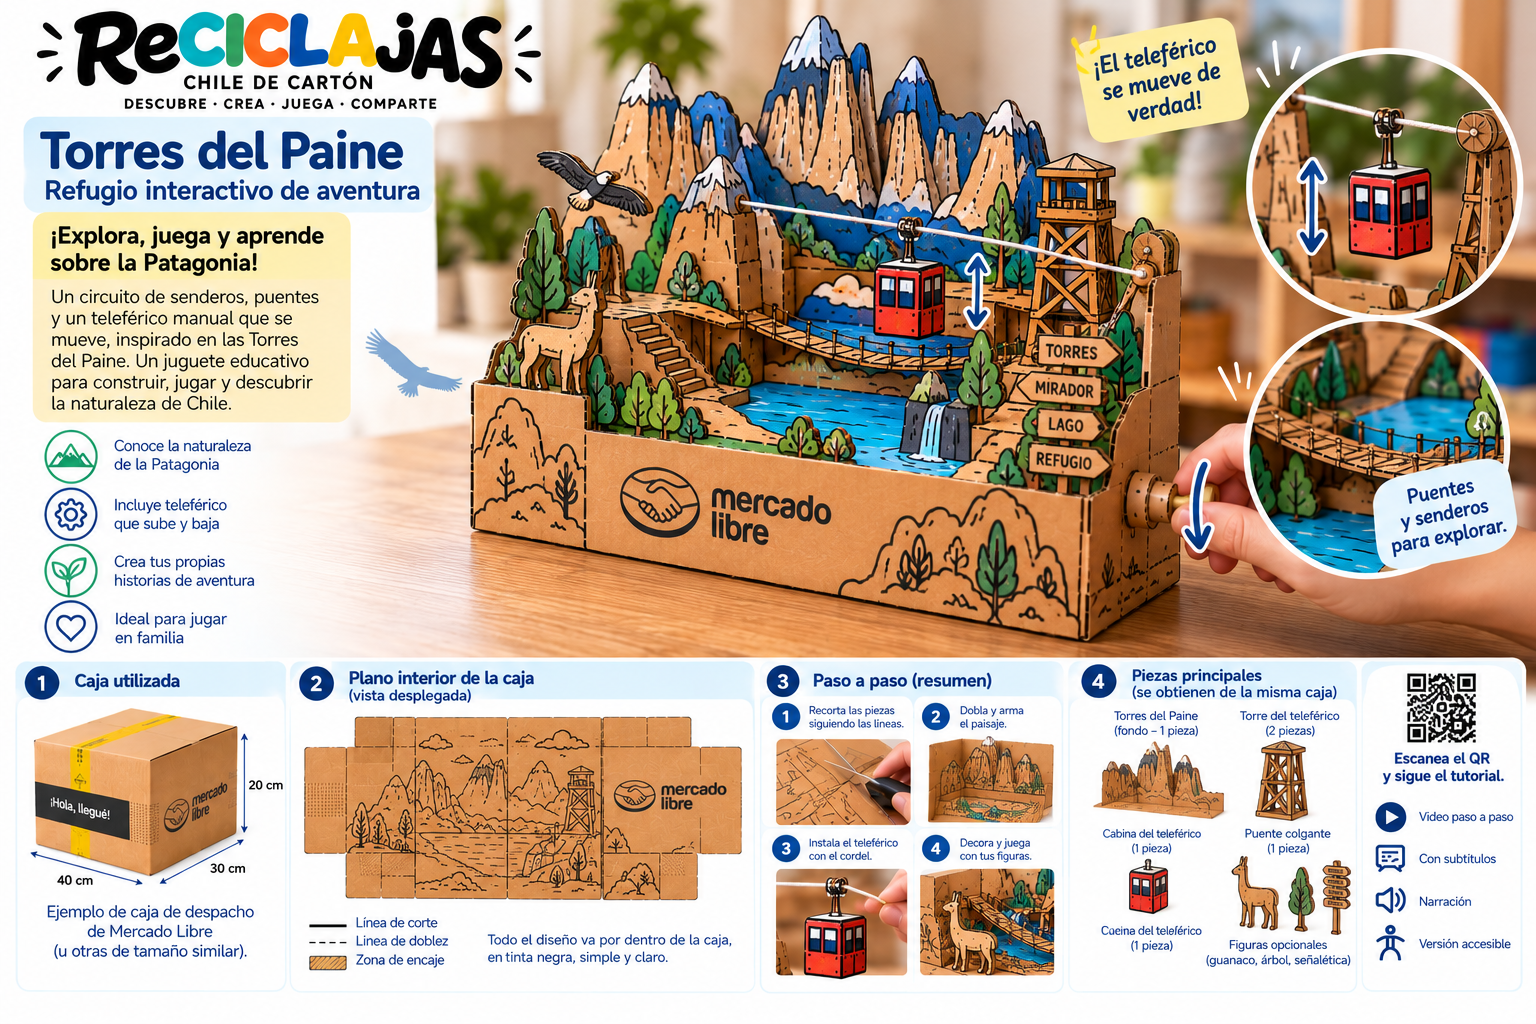 ReCICLAjAS
CHILE DE CARTÓN
DESCUBRE · CREA · JUEGA · COMPARTE
Torres del Paine
Refugio interactivo de aventura
¡Explora, juega y aprende
sobre la Patagonia!
Un circuito de senderos, puentes
y un teleférico manual que se
mueve, inspirado en las Torres
del Paine. Un juguete educativo
para construir, jugar y descubrir
la naturaleza de Chile.
Conoce la naturaleza
de la Patagonia
Incluye teleférico
que sube y baja
Crea tus propias
historias de aventura
Ideal para jugar
en familia
¡El teleférico
se mueve de
verdad!
TORRES
MIRADOR
LAGO
REFUGIO
mercado
libre
Puentes
y senderos
para explorar.
1 Caja utilizada
¡Hola, llegué!
mercado
libre
20 cm
30 cm
40 cm
Ejemplo de caja de despacho
de Mercado Libre
(u otras de tamaño similar).
2 Plano interior de la caja
(vista desplegada)
mercado
libre
Línea de corte
Linea de doblez
Zona de encaje
Todo el diseño va por dentro de la caja,
en tinta negra, simple y claro.
3 Paso a paso (resumen)
1 Recorta las piezas
siguiendo las líneas.
2 Dobla y arma
el paisaje.
3 Instala el teleférico
con el cordel.
4 Decora y juega
con tus figuras.
4 Piezas principales
(se obtienen de la misma caja)
Torres del Paine
(fondo – 1 pieza)
Torre del teleférico
(2 piezas)
Cabina del teleférico
(1 pieza)
Puente colgante
(1 pieza)
Cueina del teleférico
(1 pieza)
Figuras opcionales
(guanaco, árbol, señalética)
Escanea el QR
y sigue el tutorial.
Video paso a paso
Con subtítulos
Narración
Versión accesible